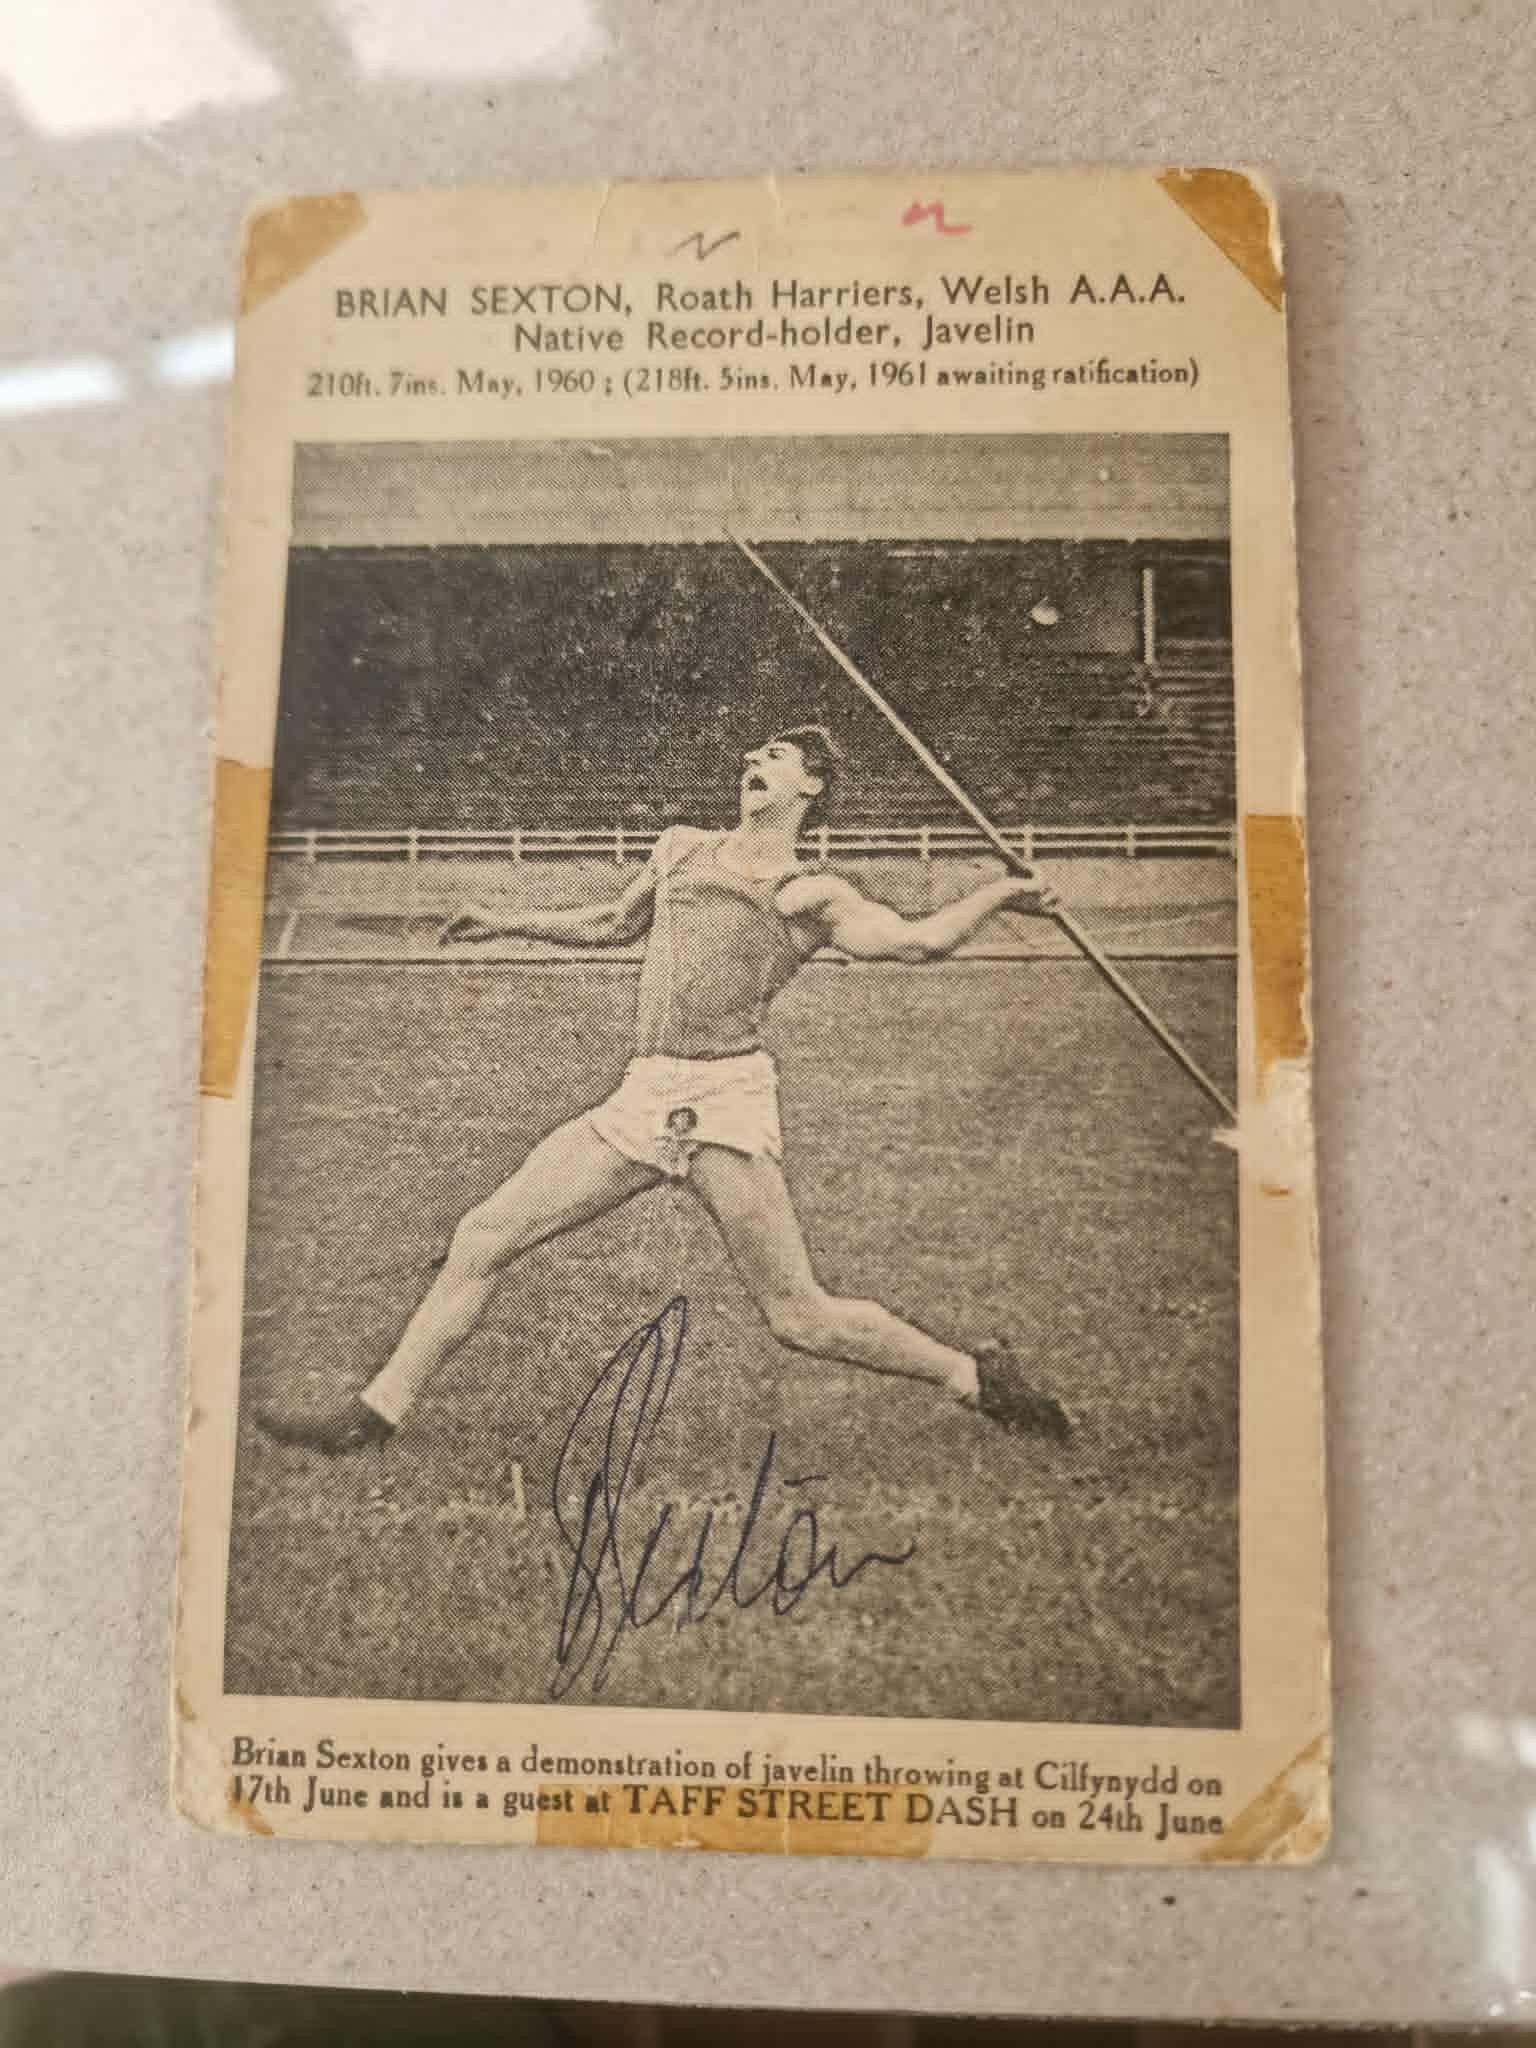 BRIAN SEXTON, Roath Harriers, Welsh A.A.A.
Native Record-holder, Javelin
210ft. 7ins. May, 1960 ; (218ft. 5ins. May, 1961 awaiting ratification)
BSexton
Brian Sexton gives a demonstration of javelin throwing at Cilfynydd on
17th June and is a guest at TAFF STREET DASH on 24th June